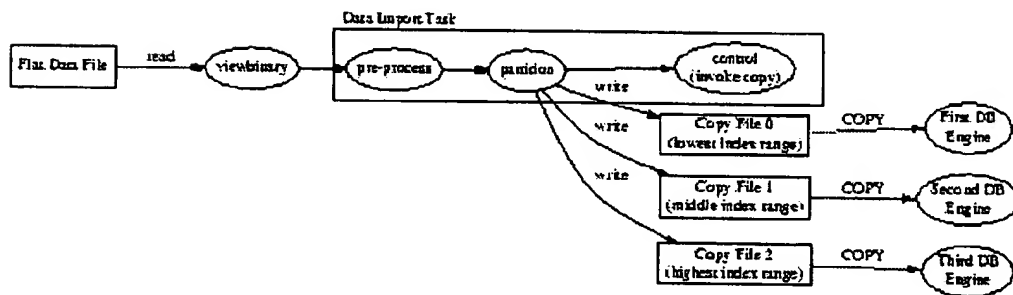 Data Import Task
Flat Data File
read
viewbinary
pre-process
partition
control
(invoke copy)
write
Copy File 0
(lowest index range)
COPY
First DB
Engine
write
Copy File 1
(middle index range)
COPY
Second DB
Engine
write
Copy File 2
(highest index range)
COPY
Third DB
Engine